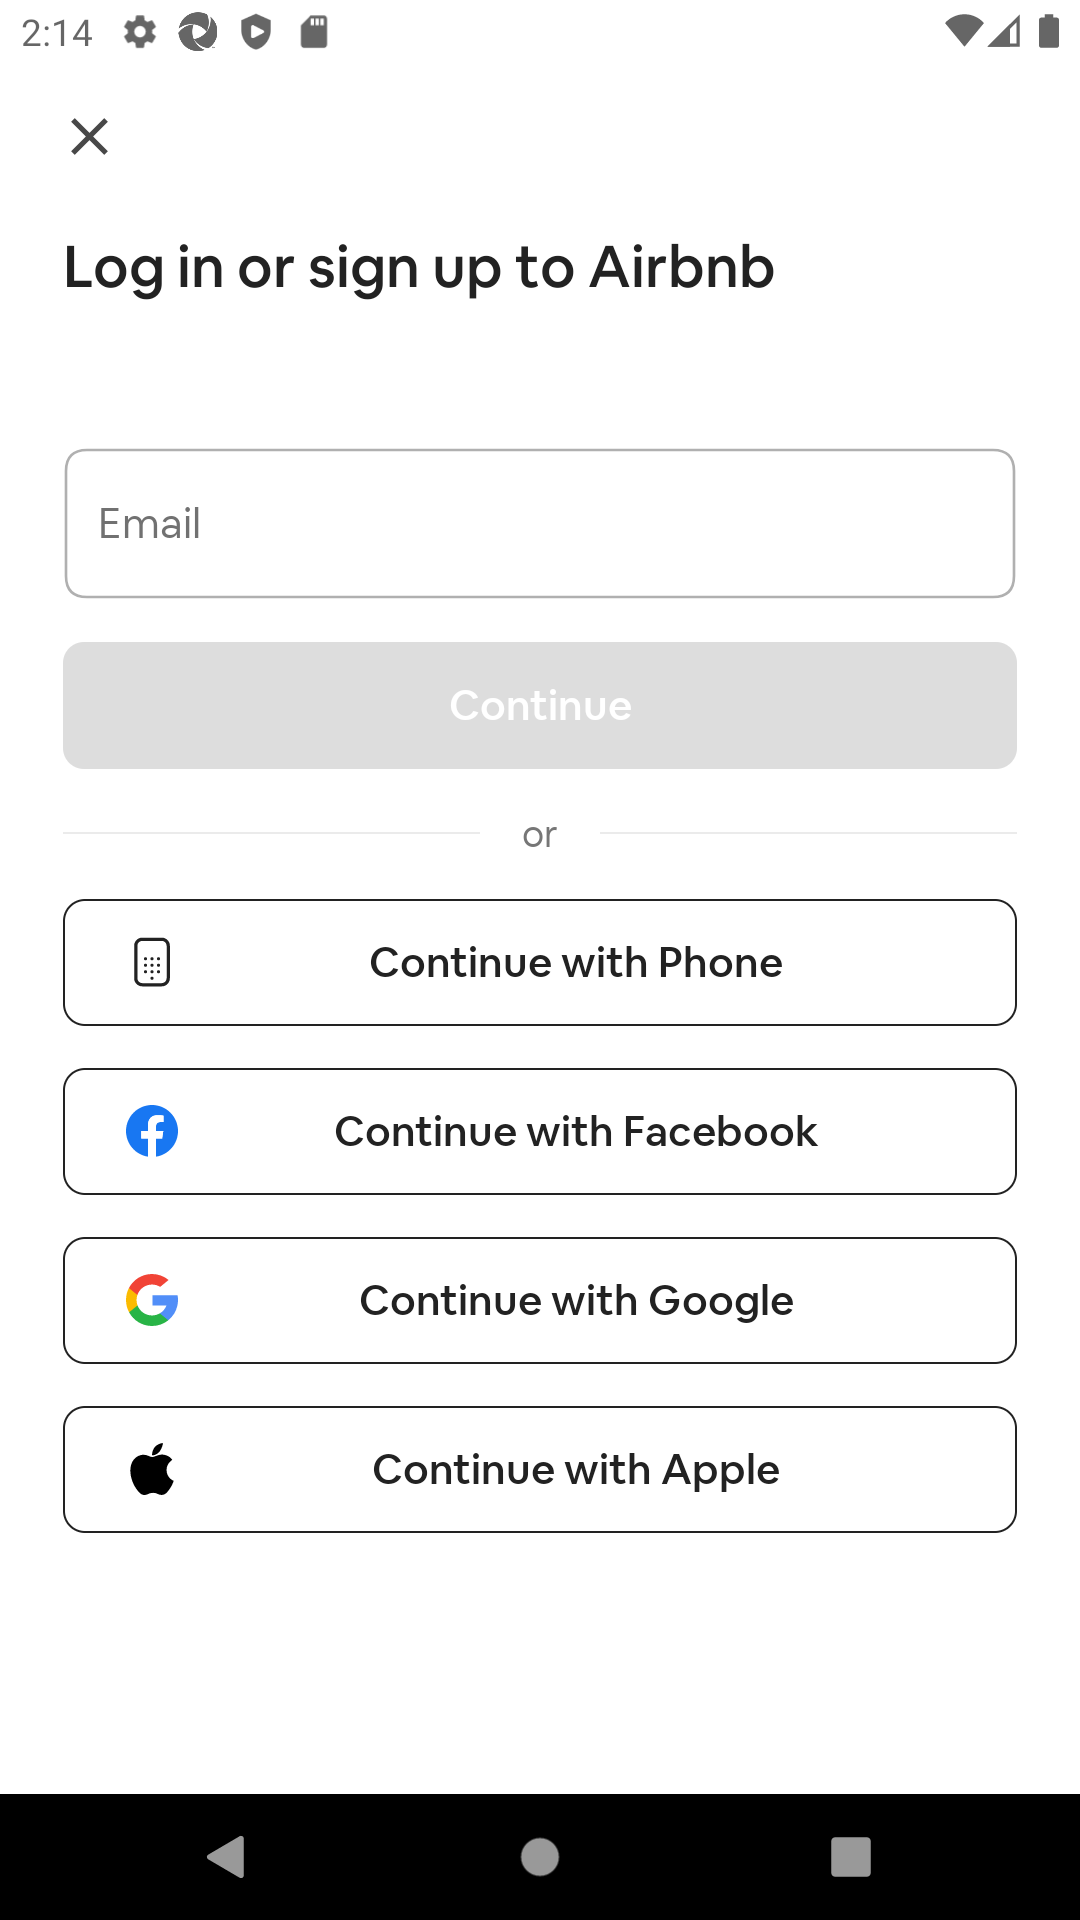 2:14
Log in or sign up to Airbnb
Email
Continue
or
Continue with Phone
Continue with Facebook
Continue with Google
Continue with Apple